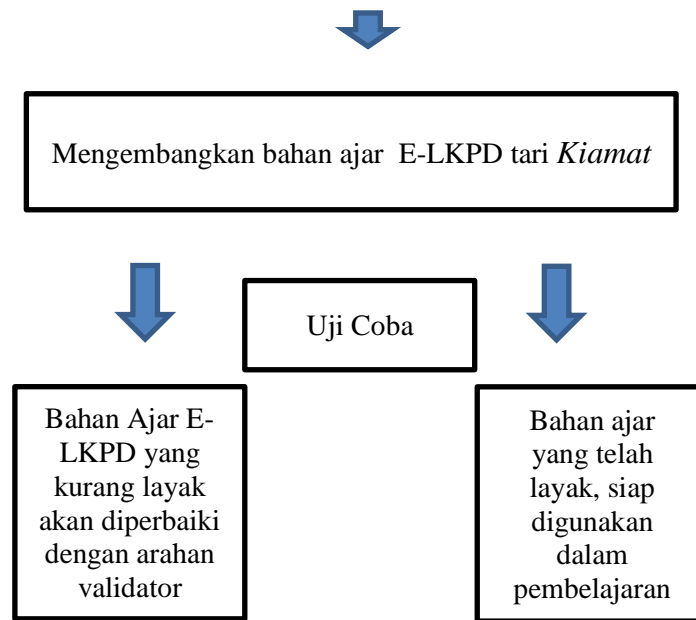 Mengembangkan bahan ajar E-LKPD tari Kiamat
Uji Coba
Bahan Ajar E-
LKPD yang
kurang layak
akan diperbaiki
dengan arahan
validator
Bahan ajar
yang telah
layak, siap
digunakan
dalam
pembelajaran